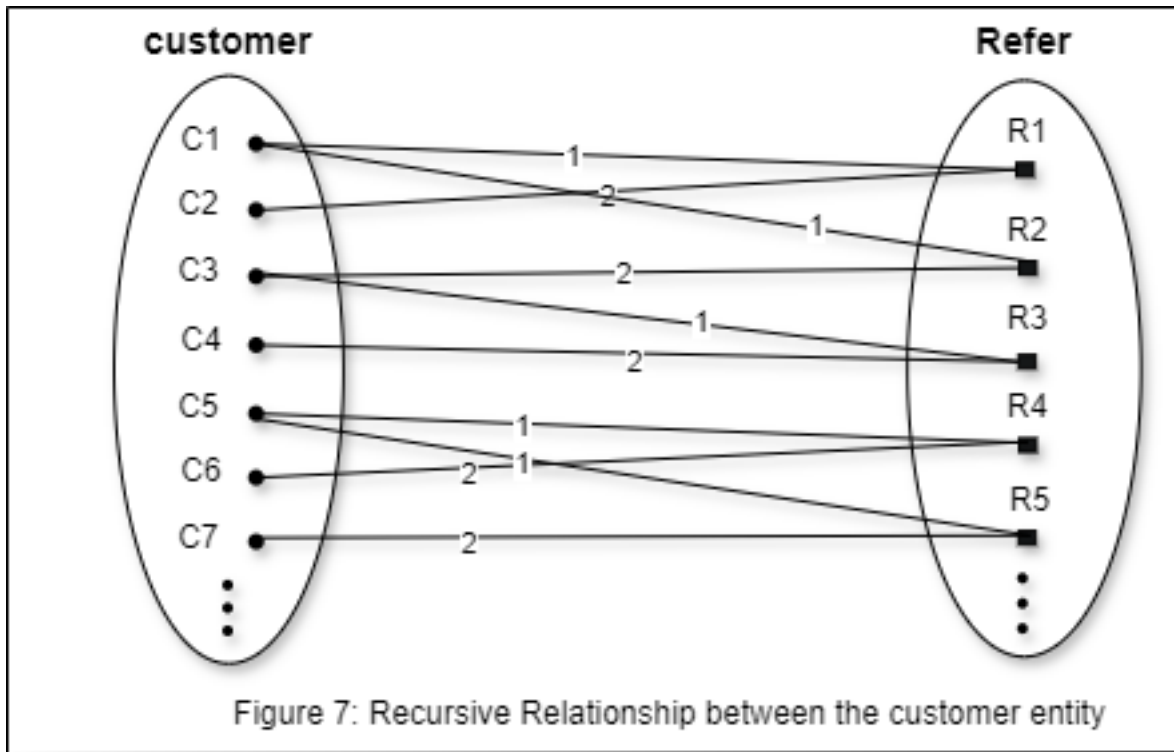 customer Refer
C1 R1
1
C2 2
1 R2
C3 2
1 R3
C4 2
C5 1 R4
C6 2 1
R5
C7 2
Figure 7: Recursive Relationship between the customer entity